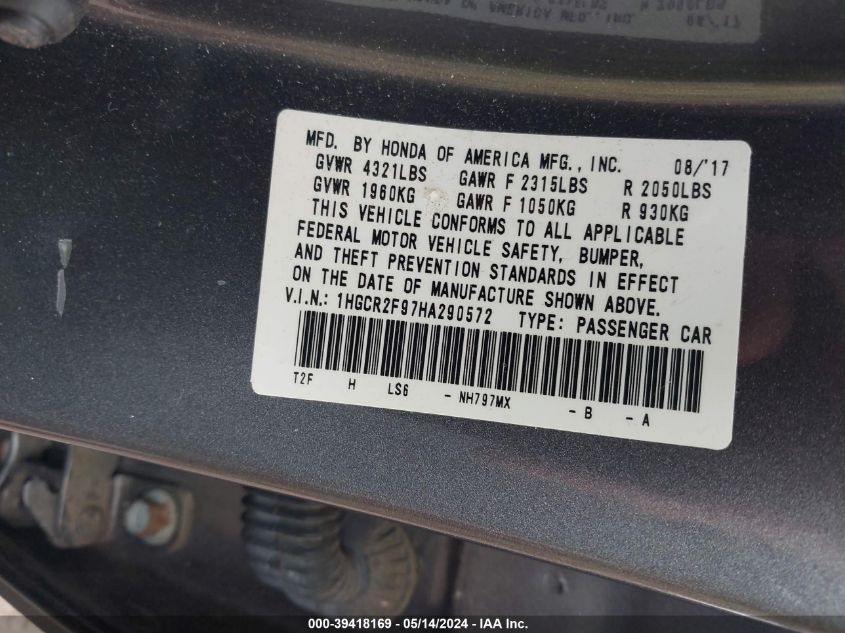 MFD. BY HONDA OF AMERICA MFG., INC. 08/'17
GVWR 4321LBS GAWR F 2315LBS R 2050LBS
GVWR 1960KG GAWR F 1050KG R 930KG
THIS VEHICLE CONFORMS TO ALL APPLICABLE
FEDERAL MOTOR VEHICLE SAFETY, BUMPER,
AND THEFT PREVENTION STANDARDS IN EFFECT
ON THE DATE OF MANUFACTURE SHOWN ABOVE.
V.I.N.: 1HGCR2F97HA290572 TYPE: PASSENGER CAR
T2F H LS6 - NH797MX - B - A
000-39418169 - 05/14/2024 - IAA Inc.